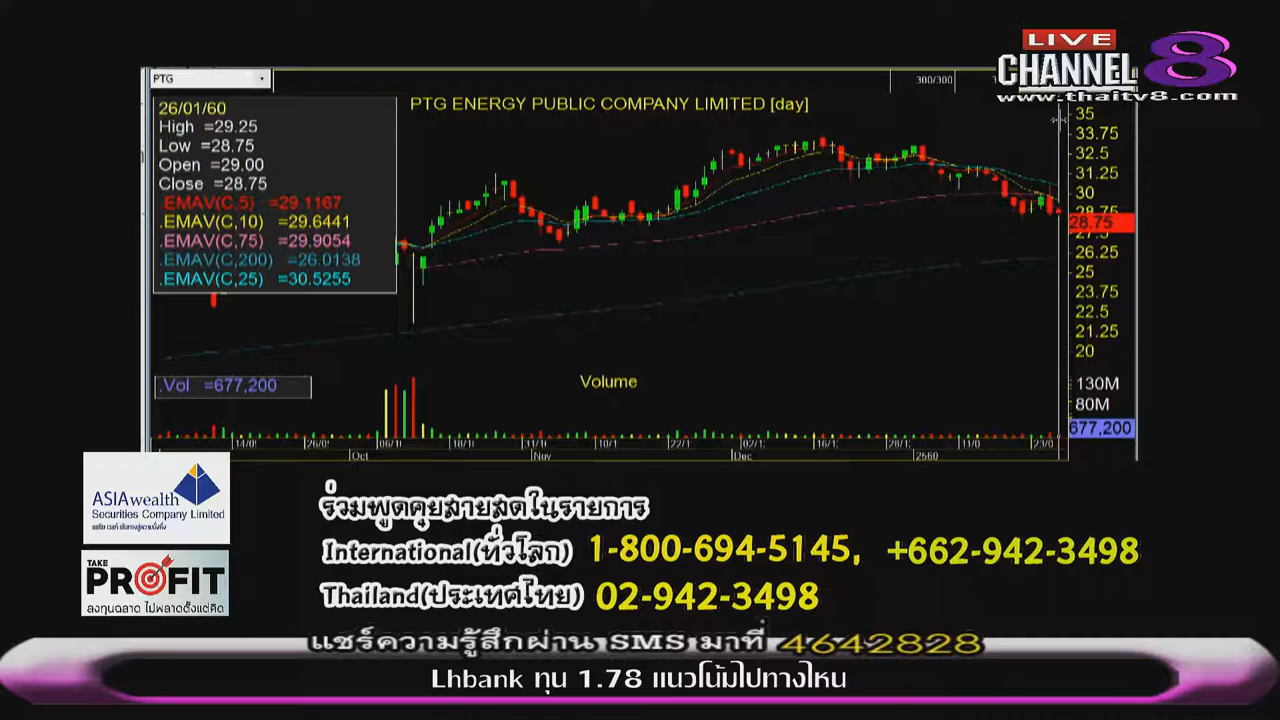 LIVE
CHANNEL 8
www.thaitv8.com
PTG
300/300
26/01/60
High =29.25
Low =28.75
Open =29.00
Close =28.75
.EMAV(C,5) =29.1167
.EMAV(C,10) =29.6441
.EMAV(C,75) =29.9054
.EMAV(C,200) =26.0138
.EMAV(C,25) =30.5255
PTG ENERGY PUBLIC COMPANY LIMITED [day]
35
33.75
32.5
31.25
30
28.75
26.25
25
23.75
22.5
21.25
20
.Vol =677,200
Volume
130M
80M
677,200
Oct Nov Dec 2560
ASIA wealth
Securities Company Limited
TAKE
PROFIT
ลงทุนฉลาด ไม่พลาดตั้งแต่คิด
ร่วมพูดคุยสายสดในรายการ
International(ทั่วโลก) 1-800-694-5145, +662-942-3498
Thailand(ประเทศไทย) 02-942-3498
แชร์ความรู้สึกผ่าน SMS มาที่ 4642828
Lhbank ทุน 1.78 แนวโน้มไปทางไหน